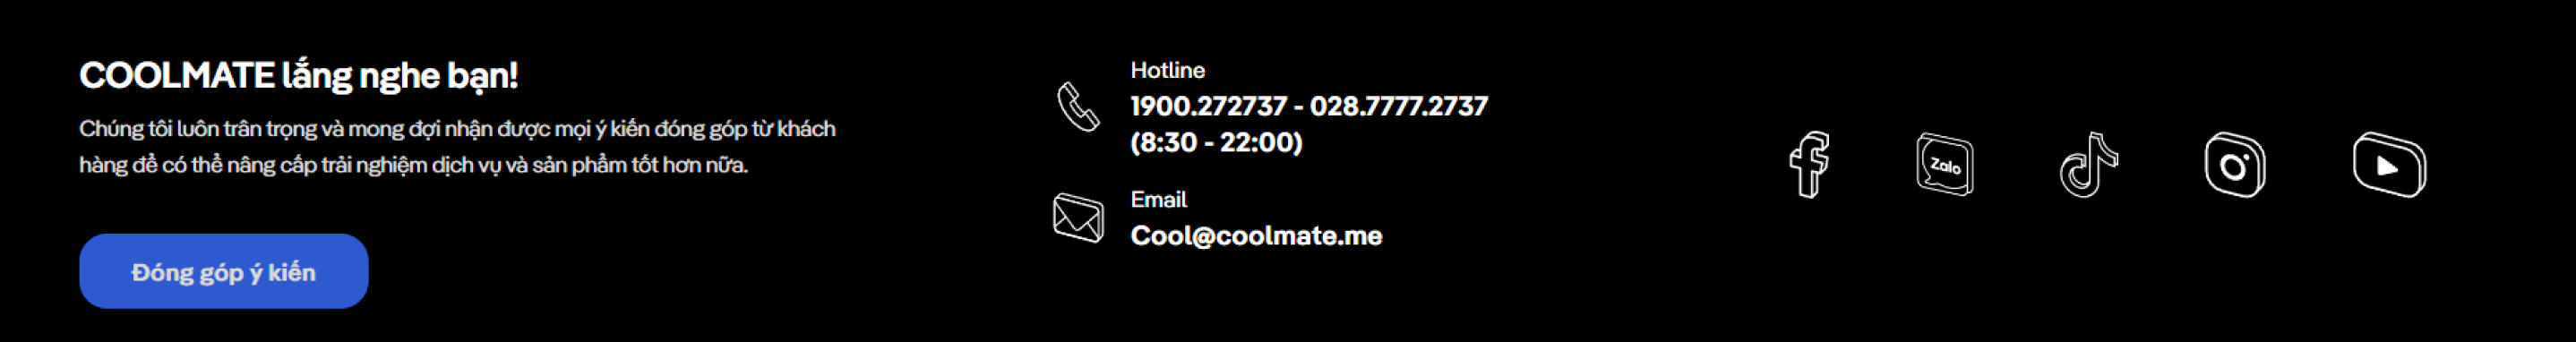 COOLMATE lắng nghe bạn!
Chúng tôi luôn trân trọng và mong đợi nhận được mọi ý kiến đóng góp từ khách
hàng để có thể nâng cấp trải nghiệm dịch vụ và sản phẩm tốt hơn nữa.
Đóng góp ý kiến
Hotline
1900.272737 - 028.7777.2737
(8:30 - 22:00)
Email
Cool@coolmate.me
Zalo